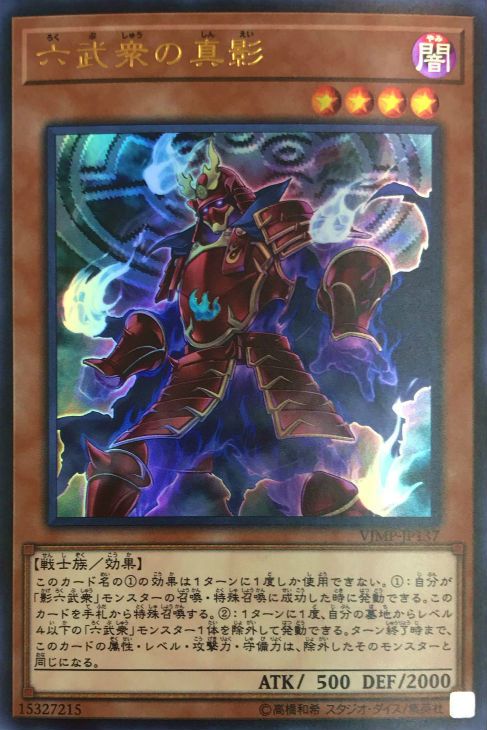 六武衆の真影
闇
VJMP-JP137
【戦士族／効果】
このカード名の①の効果は１ターンに１度しか使用できない。①：自分が
「影六武衆」モンスターの召喚・特殊召喚に成功した時に発動できる。この
カードを手札から特殊召喚する。②：１ターンに１度、自分の墓地からレベル
４以下の「六武衆」モンスター１体を除外して発動できる。ターン終了時まで、
このカードの属性・レベル・攻撃力・守備力は、除外したそのモンスターと
同じになる。
ATK/ 500 DEF/2000
15327215
©高橋和希 スタジオ・ダイス/集英社